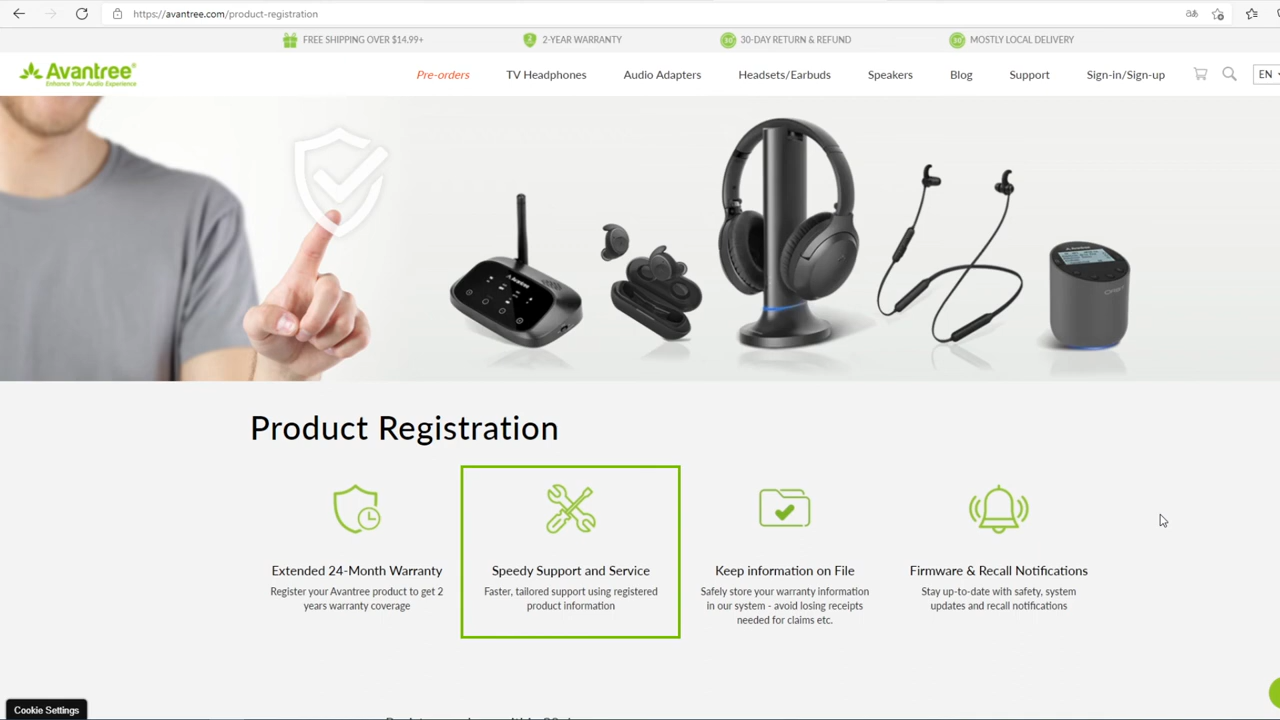 https://avantree.com/product-registration
FREE SHIPPING OVER $14.99+
2-YEAR WARRANTY
30-DAY RETURN & REFUND
MOSTLY LOCAL DELIVERY
Avantree®
Enhance Your Audio Experience
Pre-orders
TV Headphones
Audio Adapters
Headsets/Earbuds
Speakers
Blog
Support
Sign-in/Sign-up
EN
Product Registration
Extended 24-Month Warranty
Register your Avantree product to get 2
years warranty coverage
Speedy Support and Service
Faster, tailored support using registered
product information
Keep information on File
Safely store your warranty information
in our system - avoid losing receipts
needed for claims etc.
Firmware & Recall Notifications
Stay up-to-date with safety, system
updates and recall notifications
Cookie Settings